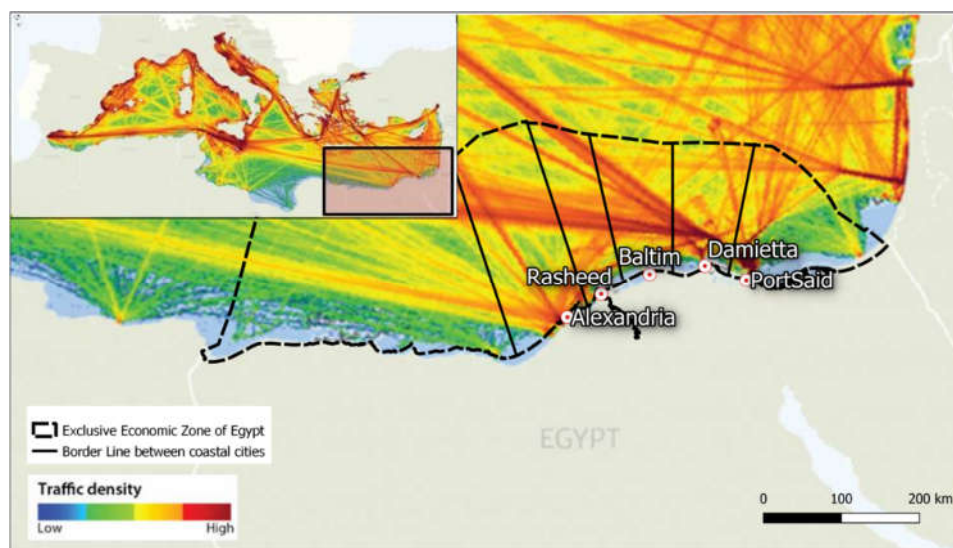 Baltim
Damietta
Rasheed
PortSaid
Alexandria
EGYPT
Exclusive Economic Zone of Egypt
Border Line between coastal cities
Traffic density
Low
High
0
100
200 km